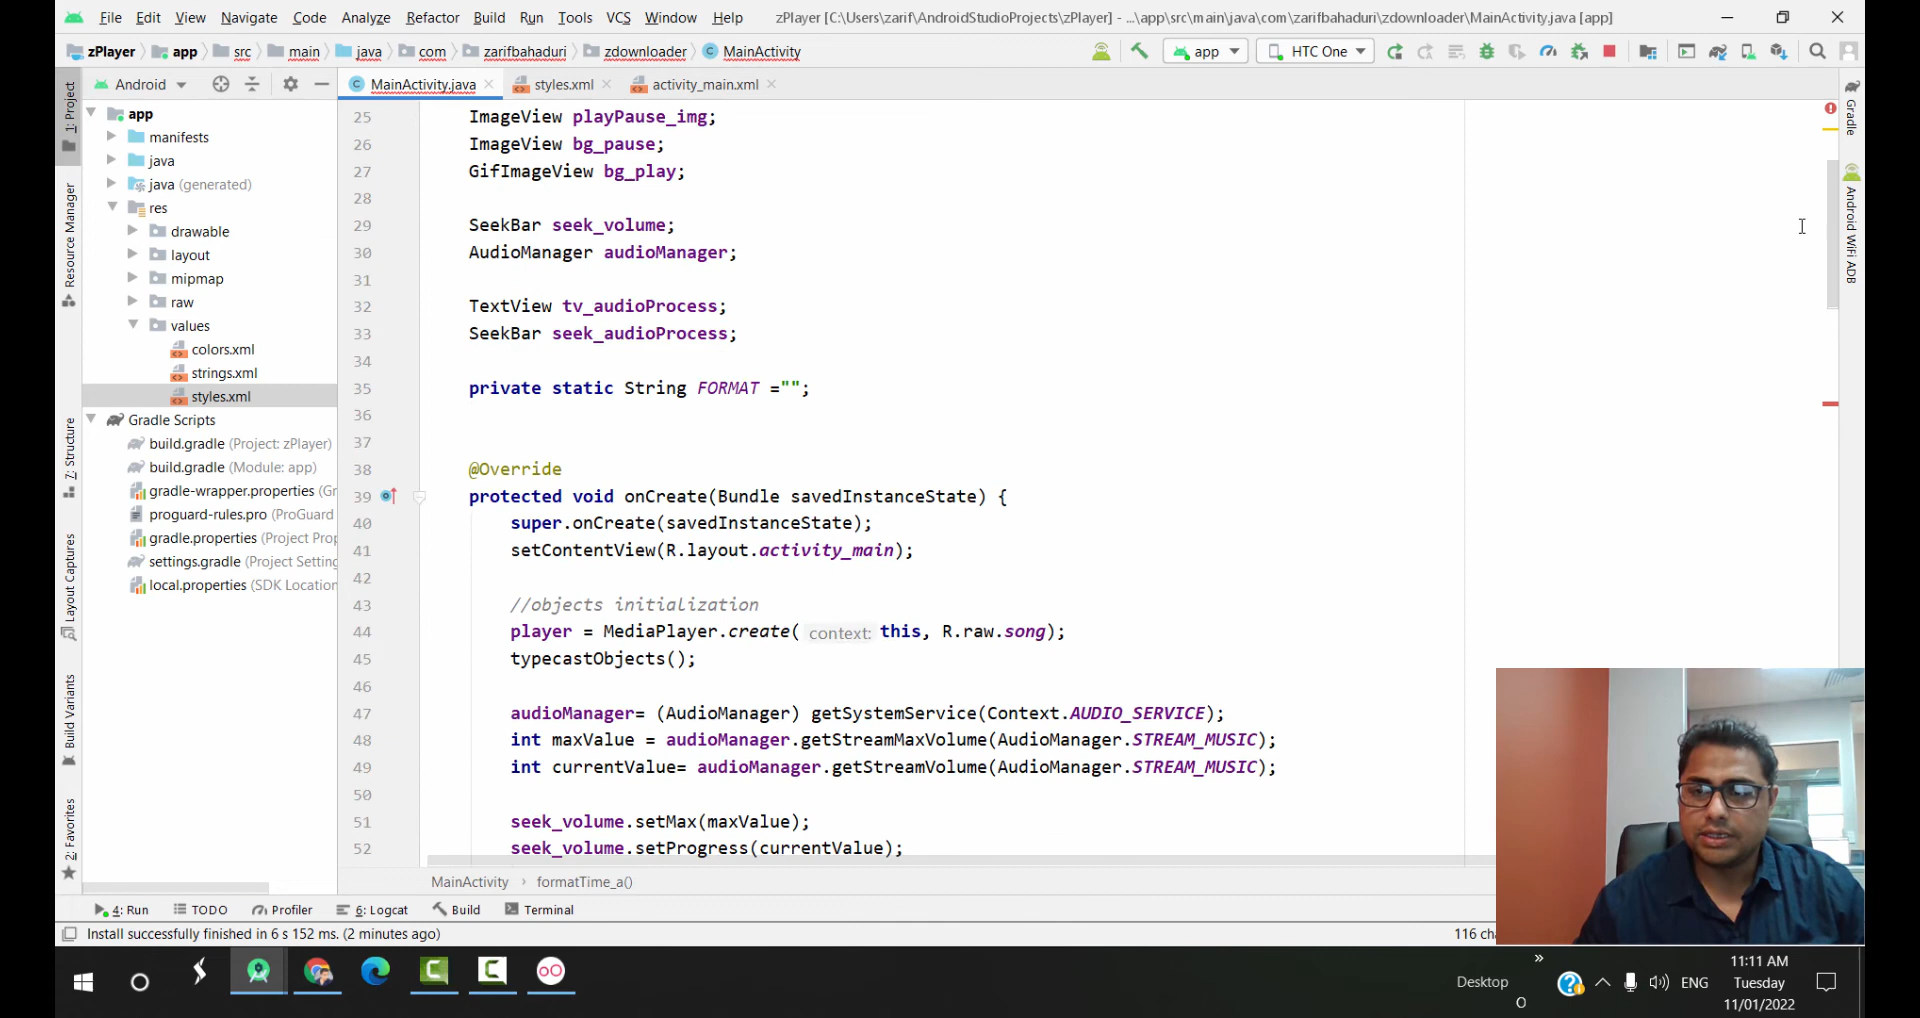 File Edit View Navigate Code Analyze Refactor Build Run Tools VCS Window Help zPlayer [C:\Users\zarif\AndroidStudioProjects\zPlayer] - ...\app\src\main\java\com\zarifbahaduri\zdownloader\MainActivity.java [app]
zPlayer app src main java com zarifbahaduri zdownloader MainActivity app HTC One
Android MainActivity.java styles.xml activity_main.xml
1: Project
Resource Manager
7: Structure
Layout Captures
Build Variants
2: Favorites
app
manifests
java
java (generated)
res
drawable
layout
mipmap
raw
values
colors.xml
strings.xml
styles.xml
Gradle Scripts
build.gradle (Project: zPlayer)
build.gradle (Module: app)
gradle-wrapper.properties (Gr
proguard-rules.pro (ProGuard
gradle.properties (Project Prop
settings.gradle (Project Setting
local.properties (SDK Location
25 ImageView playPause_img;
26 ImageView bg_pause;
27 GifImageView bg_play;
28
29 SeekBar seek_volume;
30 AudioManager audioManager;
31
32 TextView tv_audioProcess;
33 SeekBar seek_audioProcess;
34
35 private static String FORMAT ="";
36
37
38 @Override
39 protected void onCreate(Bundle savedInstanceState) {
40 super.onCreate(savedInstanceState);
41 setContentView(R.layout.activity_main);
42
43 //objects initialization
44 player = MediaPlayer.create( context: this, R.raw.song);
45 typecastObjects();
46
47 audioManager= (AudioManager) getSystemService(Context.AUDIO_SERVICE);
48 int maxValue = audioManager.getStreamMaxVolume(AudioManager.STREAM_MUSIC);
49 int currentValue= audioManager.getStreamVolume(AudioManager.STREAM_MUSIC);
50
51 seek_volume.setMax(maxValue);
52 seek_volume.setProgress(currentValue);
Gradle
Android WiFi ADB
MainActivity › formatTime_a()
4: Run TODO Profiler 6: Logcat Build Terminal
Install successfully finished in 6 s 152 ms. (2 minutes ago) 116
Desktop » ENG
11:11 AM
Tuesday
11/01/2022